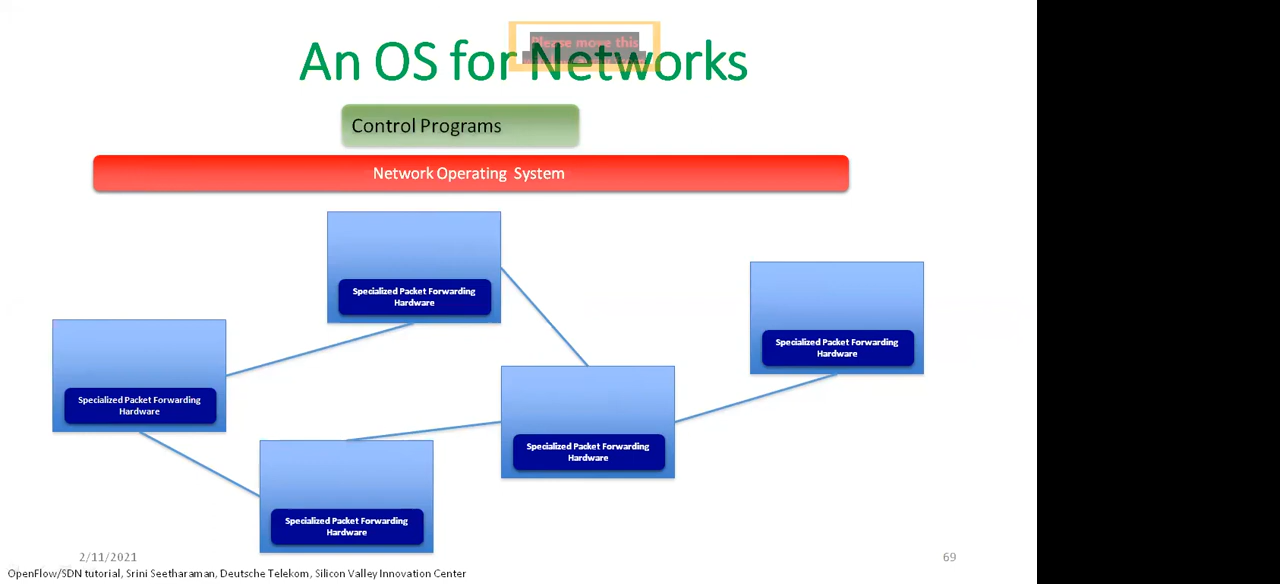 Please move this
An OS for Networks
Control Programs
Network Operating System
Specialized Packet Forwarding
Hardware
Specialized Packet Forwarding
Hardware
Specialized Packet Forwarding
Hardware
Specialized Packet Forwarding
Hardware
Specialized Packet Forwarding
Hardware
2/11/2021
69
OpenFlow/SDN tutorial, Srini Seetharaman, Deutsche Telekom, Silicon Valley Innovation Center